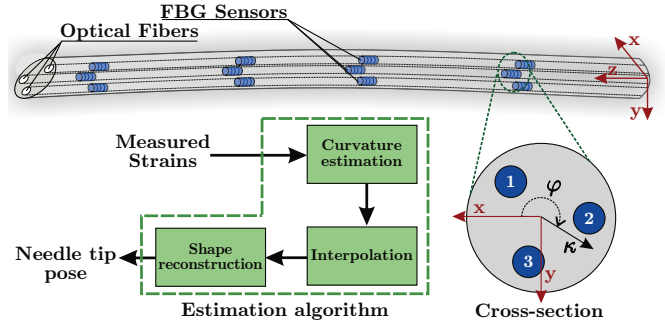 FBG Sensors
Optical Fibers
x
z
y
Measured
Strains
Curvature
estimation
Needle tip
pose
Shape
reconstruction
Interpolation
Estimation algorithm
1
φ
2
x
κ
3
y
Cross-section